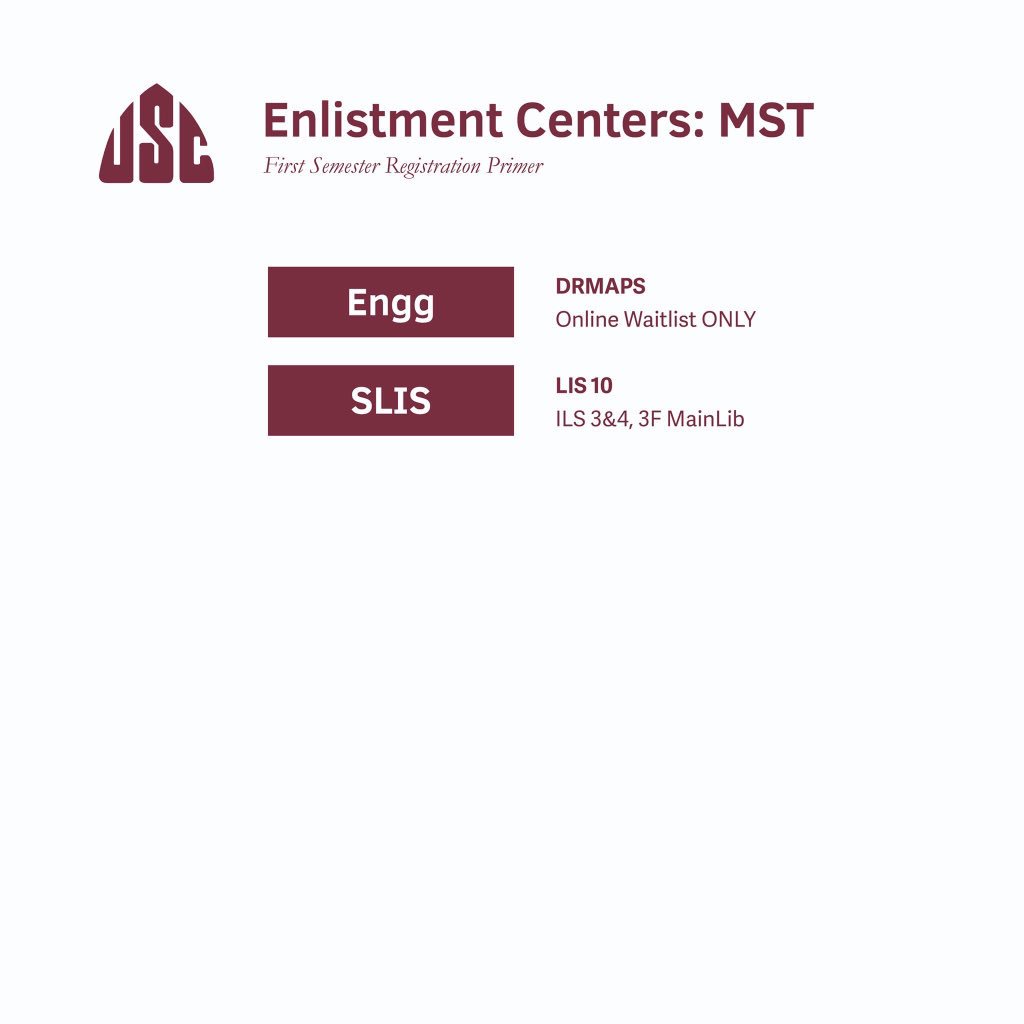 USC
Enlistment Centers: MST
First Semester Registration Primer
Engg
DRMAPS
Online Waitlist ONLY
SLIS
LIS 10
ILS 3&4, 3F MainLib